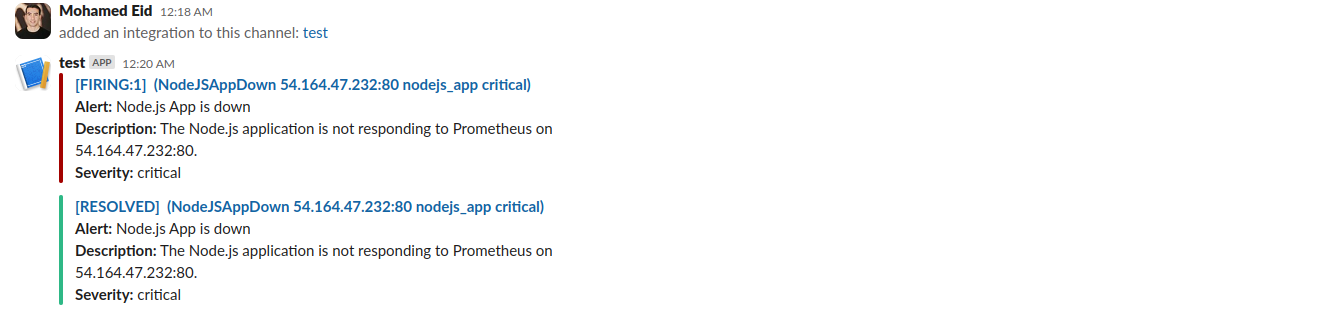 Mohamed Eid 12:18 AM
added an integration to this channel: test
test APP 12:20 AM
[FIRING:1] (NodeJSAppDown 54.164.47.232:80 nodejs_app critical)
Alert: Node.js App is down
Description: The Node.js application is not responding to Prometheus on
54.164.47.232:80.
Severity: critical
[RESOLVED] (NodeJSAppDown 54.164.47.232:80 nodejs_app critical)
Alert: Node.js App is down
Description: The Node.js application is not responding to Prometheus on
54.164.47.232:80.
Severity: critical